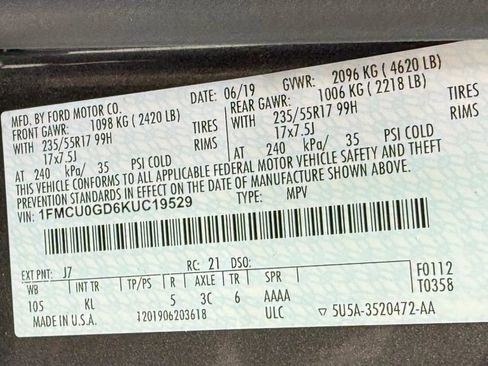 MFD. BY FORD MOTOR CO. DATE: 06/19 GVWR: 2096 KG ( 4620 LB)
FRONT GAWR: 1098 KG ( 2420 LB) REAR GAWR: 1006 KG ( 2218 LB)
WITH 235/55R17 99H TIRES WITH 235/55R17 99H TIRES
17x7.5J RIMS 17x7.5J RIMS
AT 240 kPa/ 35 PSI COLD AT 240 kPa/ 35 PSI COLD
THIS VEHICLE CONFORMS TO ALL APPLICABLE FEDERAL MOTOR VEHICLE SAFETY AND THEFT
PREVENTION STANDARDS IN EFFECT ON THE DATE OF MANUFACTURE SHOWN ABOVE.
VIN: 1FMCU0GD6KUC19529 TYPE: MPV
EXT PNT: J7 RC: 21 DSO: F0112
WB INT TR TP/PS R AXLE TR SPR T0358
105 KL 5 3C 6 AAAA
MADE IN U.S.A. 1201906203618 ULC ▽ 5U5A-3520472-AA